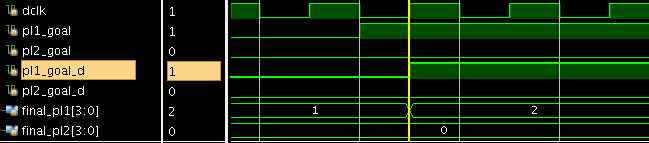 dclk 1
pl1_goal 1
pl2_goal 0
pl1_goal_d 1
pl2_goal_d 0
final_pl1[3:0] 2 1 2
final_pl2[3:0] 0 0